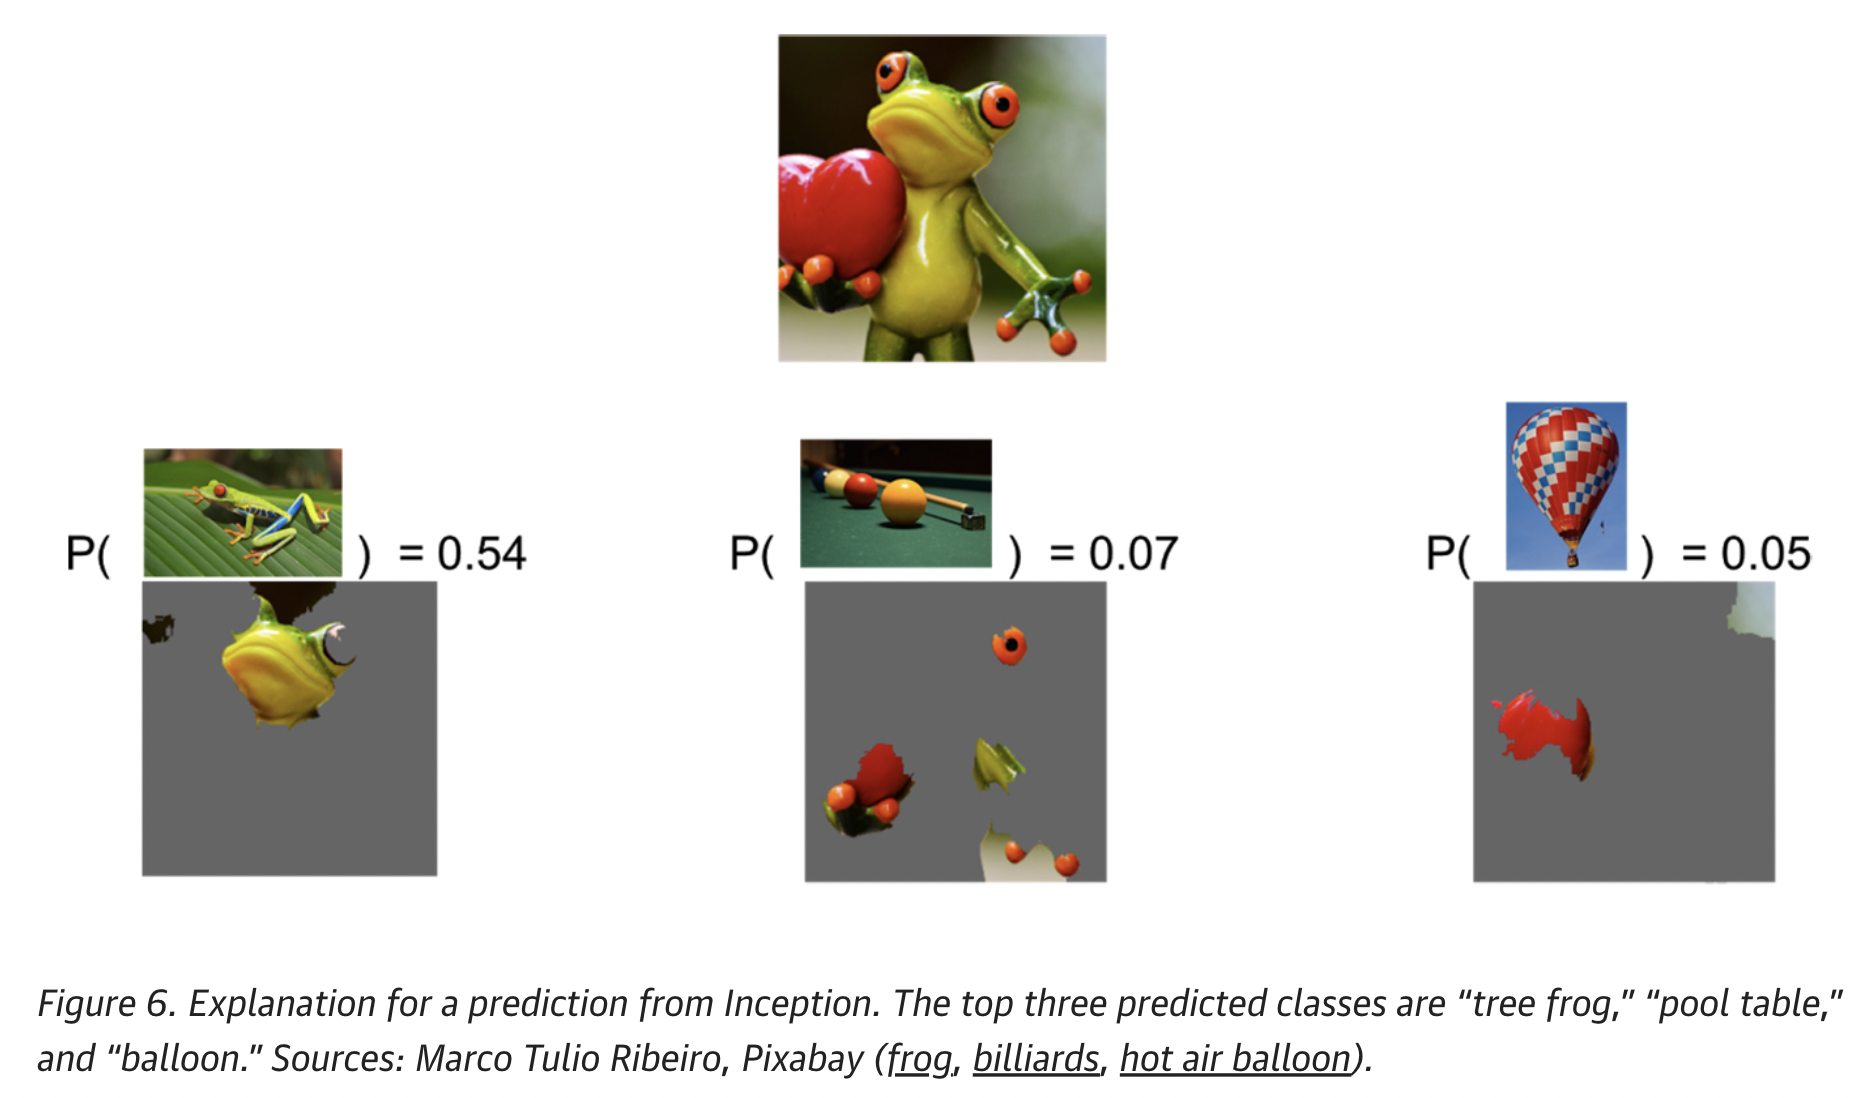 P( ) = 0.54
P( ) = 0.07
P( ) = 0.05
Figure 6. Explanation for a prediction from Inception. The top three predicted classes are “tree frog,” “pool table,”
and “balloon.” Sources: Marco Tulio Ribeiro, Pixabay (frog, billiards, hot air balloon).